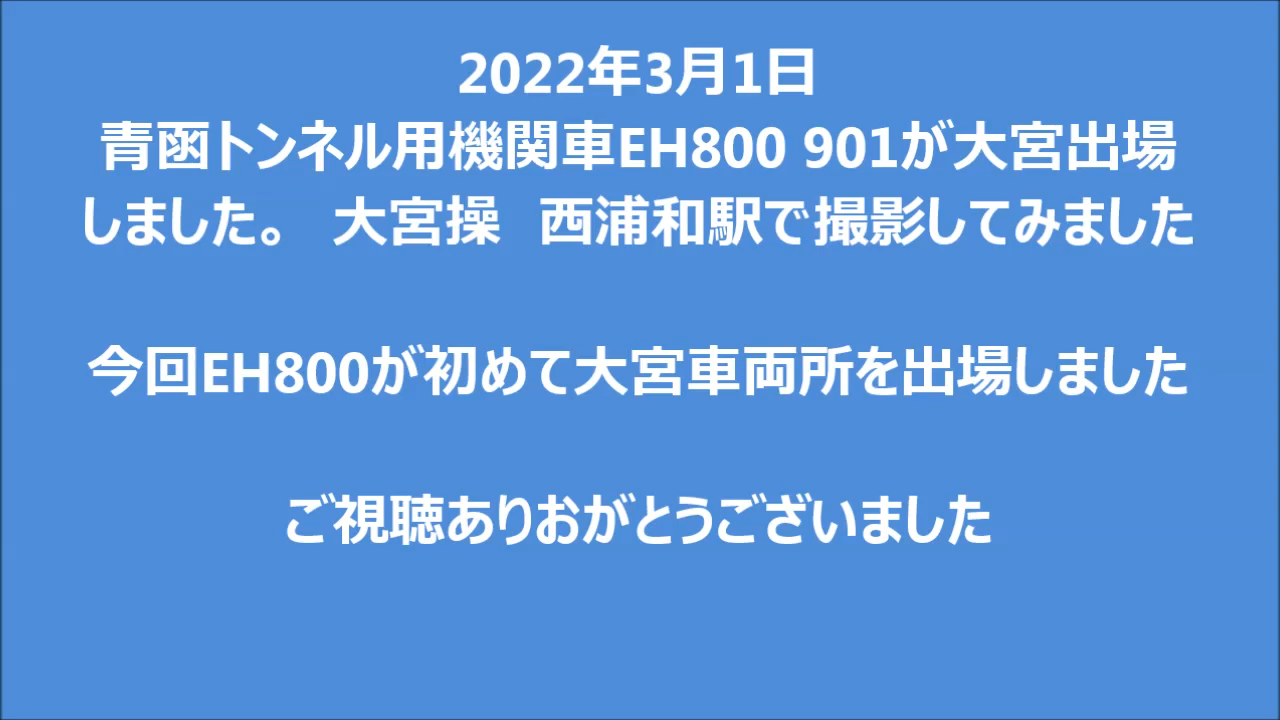 2022年3月1日
青函トンネル用機関車EH800 901が大宮出場
しました。　大宮操　西浦和駅で撮影してみました
今回EH800が初めて大宮車両所を出場しました
ご視聴ありおがとうございました